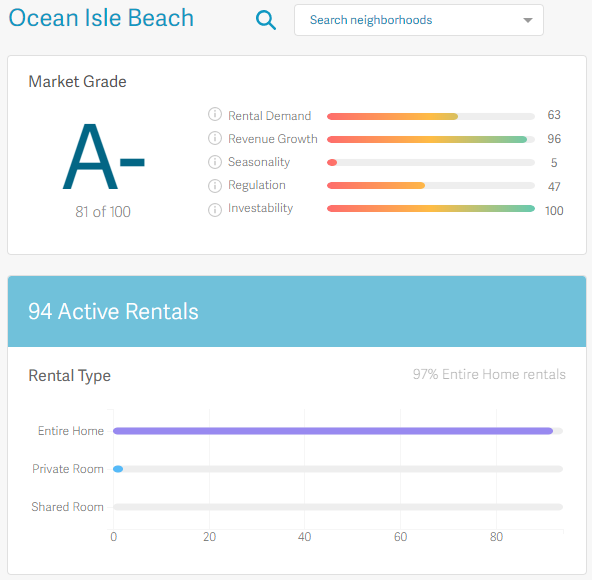 Ocean Isle Beach
Search neighborhoods
Market Grade
A-
81 of 100
Rental Demand 63
Revenue Growth 96
Seasonality 5
Regulation 47
Investability 100
94 Active Rentals
Rental Type
97% Entire Home rentals
Entire Home
Private Room
Shared Room
0 20 40 60 80